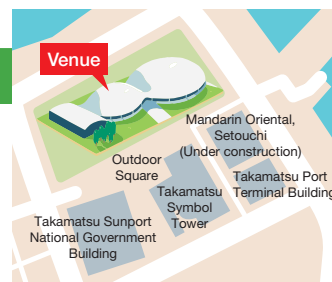 Venue
Mandarin Oriental,
Setouchi
(Under construction)
Outdoor
Square
Takamatsu Port
Terminal Building
Takamatsu
Symbol
Tower
Takamatsu Sunport
National Government
Building